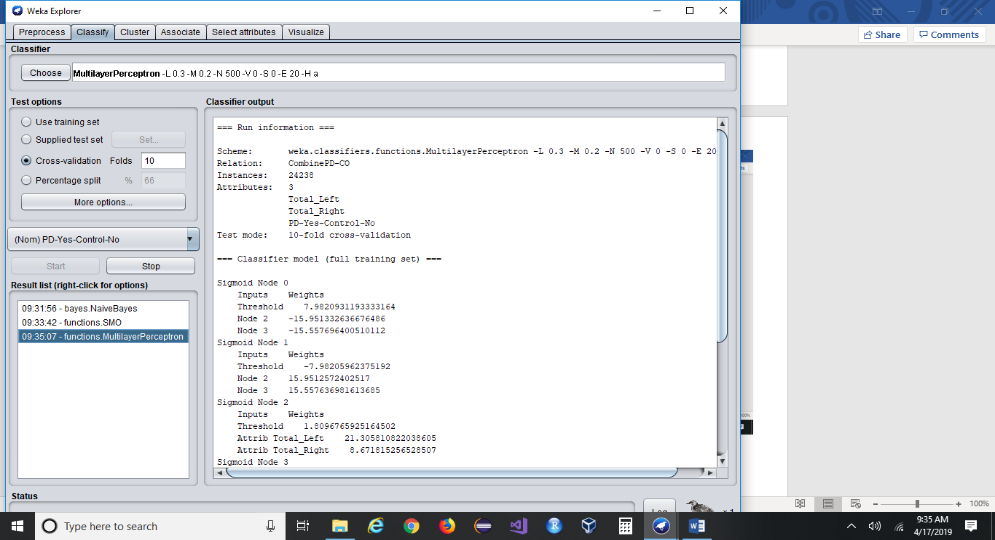 Weka Explorer
Preprocess Classify Cluster Associate Select attributes Visualize
Classifier
Choose MultilayerPerceptron -L 0.3 -M 0.2 -N 500 -V 0 -S 0 -E 20 -H a
Test options
Use training set
Supplied test set Set...
Cross-validation Folds 10
Percentage split % 66
More options...
(Nom) PD-Yes-Control-No
Start Stop
Result list (right-click for options)
09:31:56 - bayes.NaiveBayes
09:33:42 - functions.SMO
09:35:07 - functions.MultilayerPerceptron
Classifier output
=== Run information ===
Scheme: weka.classifiers.functions.MultilayerPerceptron -L 0.3 -M 0.2 -N 500 -V 0 -S 0 -E 20
Relation: CombinePD-CO
Instances: 24238
Attributes: 3
Total_Left
Total_Right
PD-Yes-Control-No
Test mode: 10-fold cross-validation
=== Classifier model (full training set) ===
Sigmoid Node 0
Inputs Weights
Threshold 7.9820931193333164
Node 2 -15.951332636676486
Node 3 -15.557696400510112
Sigmoid Node 1
Inputs Weights
Threshold -7.98205962375192
Node 2 15.9512572402517
Node 3 15.557636981613685
Sigmoid Node 2
Inputs Weights
Threshold 1.8096765925164502
Attrib Total_Left 21.305810822038605
Attrib Total_Right 8.671815256528507
Sigmoid Node 3
Status
Log x 1
Share Comments
100%
Type here to search
9:35 AM
4/17/2019